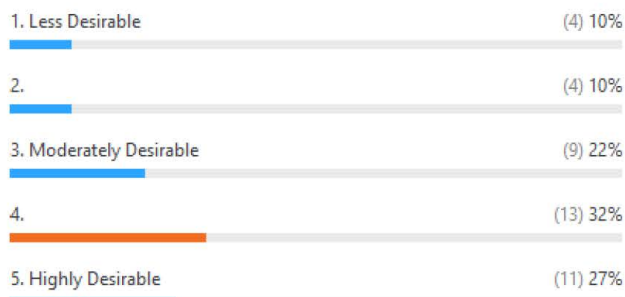 1. Less Desirable (4) 10%
2. (4) 10%
3. Moderately Desirable (9) 22%
4. (13) 32%
5. Highly Desirable (11) 27%